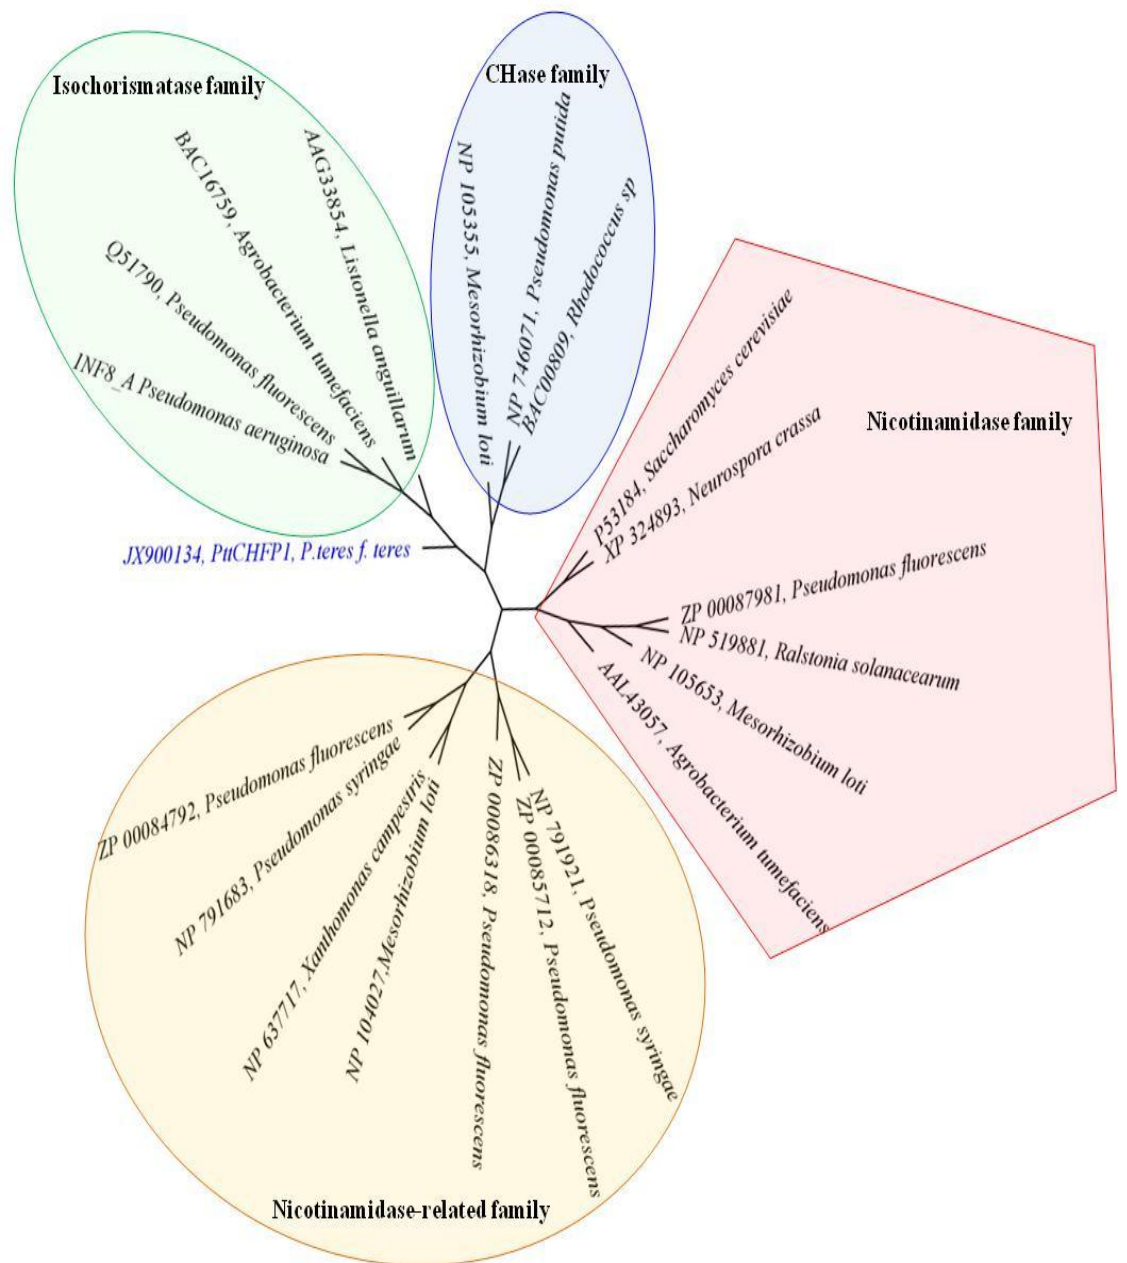 Isochorismatase family
AAG33854, Listonella anguillarum
BAC16759, Agrobacterium tumefaciens
Q51790, Pseudomonas fluorescens
1NF8_A Pseudomonas aeruginosa
CHase family
NP 105355, Mesorhizobium loti
NP 746071, Pseudomonas putida
BAC00809, Rhodococcus sp
JX900134, PttCHFP1, P.teres f. teres
Nicotinamidase family
P53184, Saccharomyces cerevisiae
XP 324893, Neurospora crassa
ZP 00087981, Pseudomonas fluorescens
NP 519881, Ralstonia solanacearum
NP 105653, Mesorhizobium loti
AAL43057, Agrobacterium tumefaciens
ZP 00084792, Pseudomonas fluorescens
NP 791683, Pseudomonas syringae
NP 637717, Xanthomonas campestris
NP 104027,Mesorhizobium loti
ZP 00086318, Pseudomonas fluorescens
ZP 00085712, Pseudomonas fluorescens
NP 791921, Pseudomonas syringae
Nicotinamidase-related family